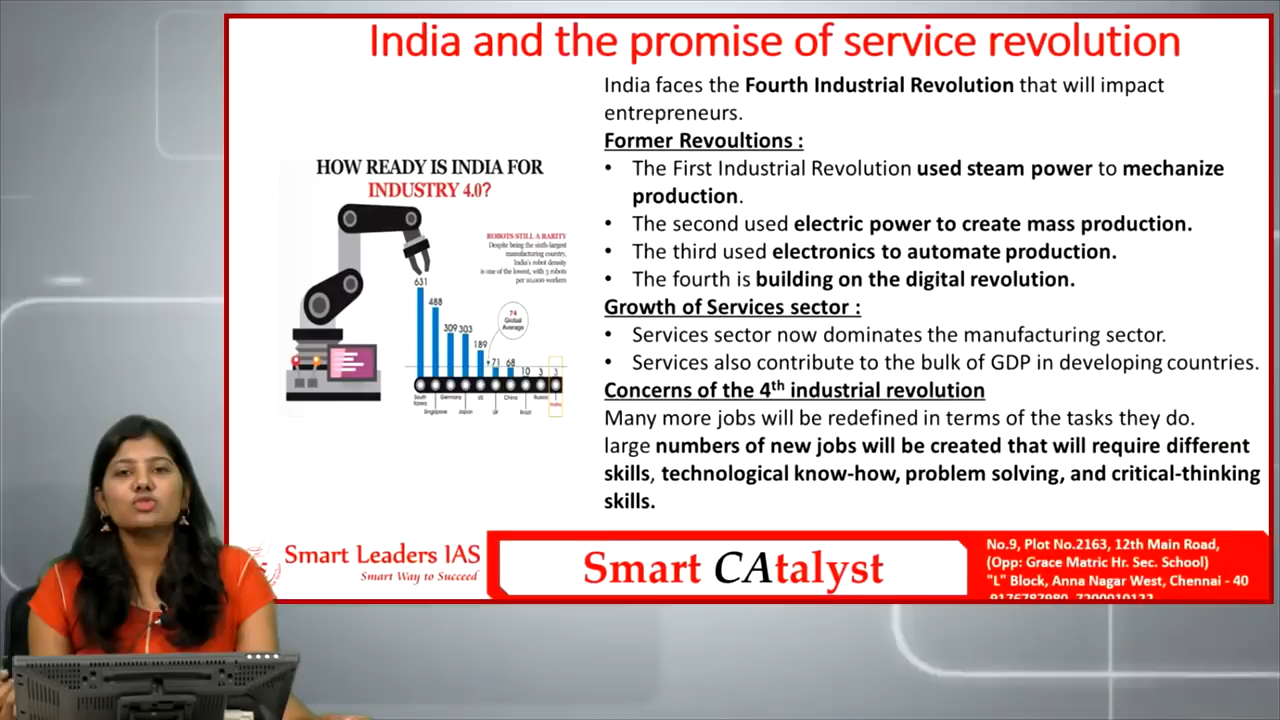 India and the promise of service revolution
India faces the Fourth Industrial Revolution that will impact
entrepreneurs.
Former Revoultions :
• The First Industrial Revolution used steam power to mechanize
production.
• The second used electric power to create mass production.
• The third used electronics to automate production.
• The fourth is building on the digital revolution.
Growth of Services sector :
• Services sector now dominates the manufacturing sector.
• Services also contribute to the bulk of GDP in developing countries.
Concerns of the 4th industrial revolution
Many more jobs will be redefined in terms of the tasks they do.
large numbers of new jobs will be created that will require different
skills, technological know-how, problem solving, and critical-thinking
skills.
HOW READY IS INDIA FOR
INDUSTRY 4.0?
ROBOTS STILL A RARITY
Despite being the sixth-largest
manufacturing country,
India's robot density
is one of the lowest, with 3 robots
per 10,000 workers
631
488
309 303
189
74
Global
Average
71 68
10 3 3
South
Korea
Germany
US
China
Russia
India
Singapore
Japan
UK
Brazil
Smart Leaders IAS
Smart Way to Succeed
Smart CAtalyst
No.9, Plot No.2163, 12th Main Road,
(Opp: Grace Matric Hr. Sec. School)
"L" Block, Anna Nagar West, Chennai - 40
9176787980, 7200010122